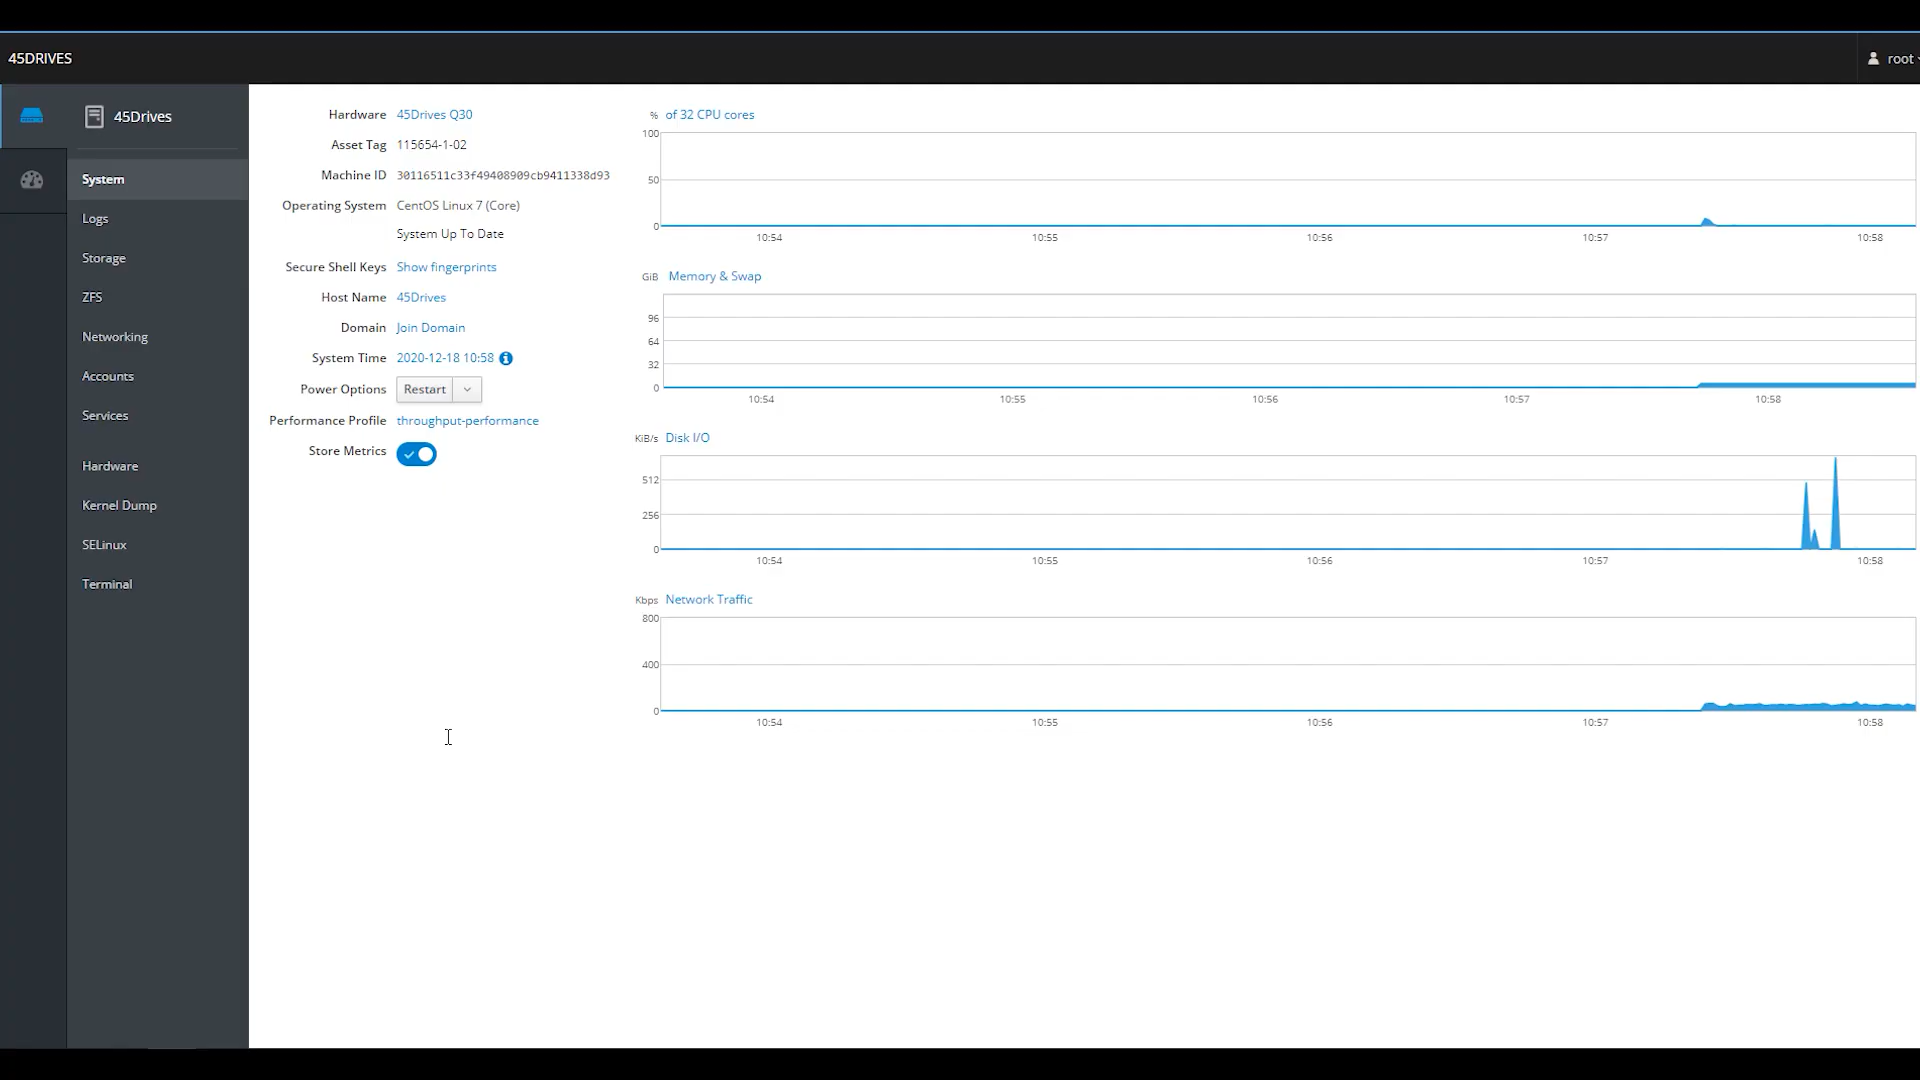 45DRIVES
root
45Drives
System
Logs
Storage
ZFS
Networking
Accounts
Services
Hardware
Kernel Dump
SELinux
Terminal
Hardware 45Drives Q30
Asset Tag 115654-1-02
Machine ID 30116511c33f49408909cb9411338d93
Operating System CentOS Linux 7 (Core)
System Up To Date
Secure Shell Keys Show fingerprints
Host Name 45Drives
Domain Join Domain
System Time 2020-12-18 10:58
Power Options Restart
Performance Profile throughput-performance
Store Metrics
% of 32 CPU cores
100
50
0
10:54 10:55 10:56 10:57 10:58
GiB Memory & Swap
96
64
32
0
10:54 10:55 10:56 10:57 10:58
KiB/s Disk I/O
512
256
0
10:54 10:55 10:56 10:57 10:58
Kbps Network Traffic
800
400
0
10:54 10:55 10:56 10:57 10:58